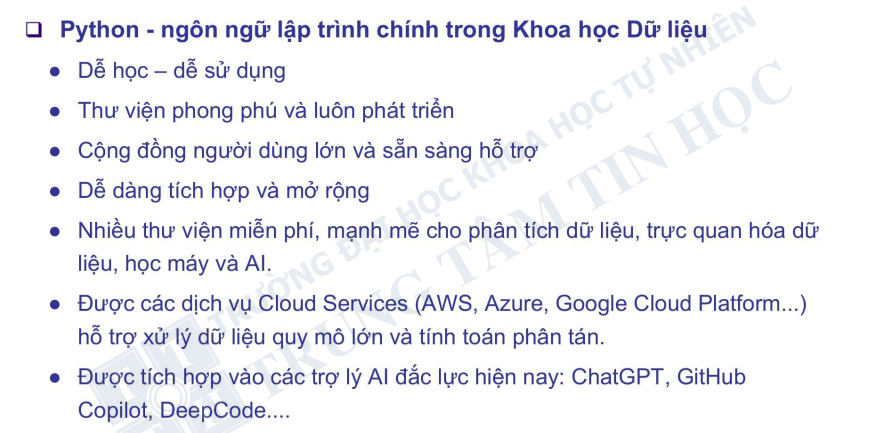 ❑ Python - ngôn ngữ lập trình chính trong Khoa học Dữ liệu
● Dễ học – dễ sử dụng
● Thư viện phong phú và luôn phát triển
● Cộng đồng người dùng lớn và sẵn sàng hỗ trợ
● Dễ dàng tích hợp và mở rộng
● Nhiều thư viện miễn phí, mạnh mẽ cho phân tích dữ liệu, trực quan hóa dữ
liệu, học máy và AI.
● Được các dịch vụ Cloud Services (AWS, Azure, Google Cloud Platform...)
hỗ trợ xử lý dữ liệu quy mô lớn và tính toán phân tán.
● Được tích hợp vào các trợ lý AI đắc lực hiện nay: ChatGPT, GitHub
Copilot, DeepCode....
TRƯỜNG ĐẠI HỌC KHOA HỌC TỰ NHIÊN
TRUNG TÂM TIN HỌC